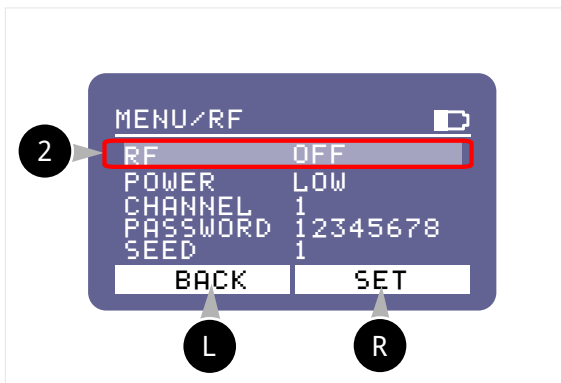 MENU/RF
2
RF OFF
POWER LOW
CHANNEL 1
PASSWORD 12345678
SEED 1
BACK SET
L R